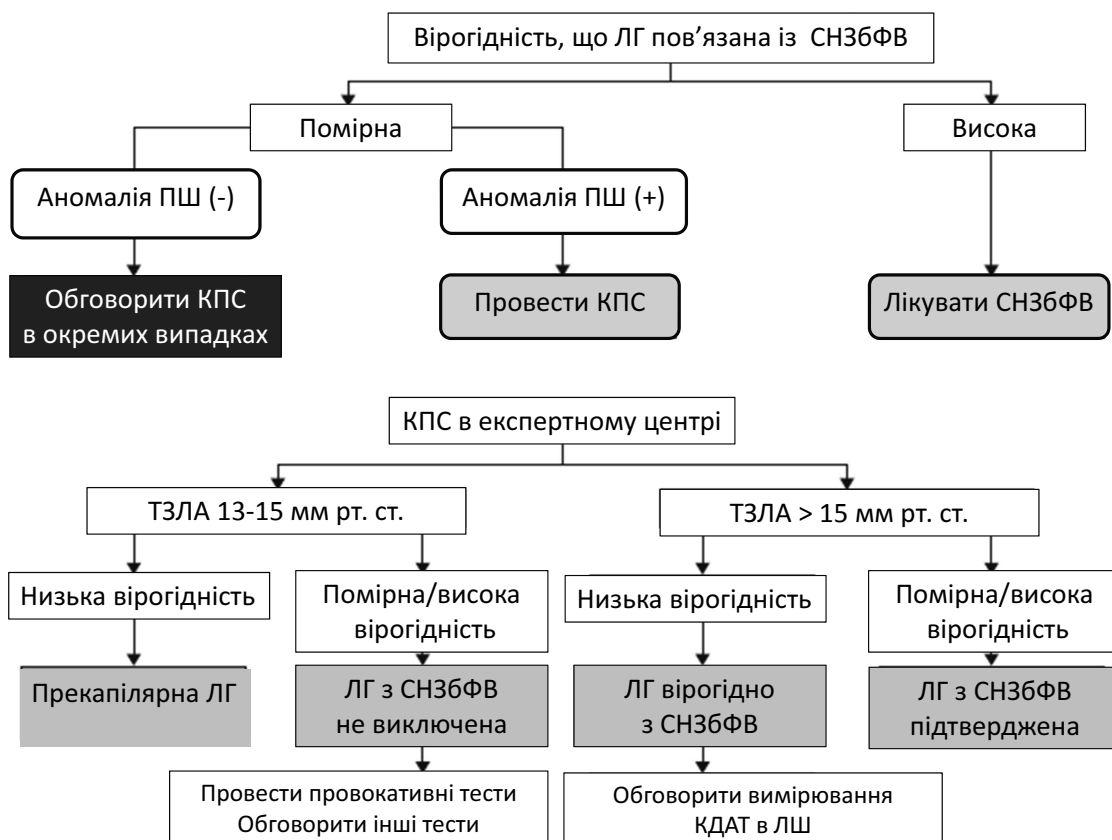 Вірогідність, що ЛГ пов’язана із СНЗбФВ
Помірна
Висока
Аномалія ПШ (-)
Аномалія ПШ (+)
Обговорити КПС
в окремих випадках
Провести КПС
Лікувати СНЗбФВ
КПС в експертному центрі
ТЗЛА 13-15 мм рт. ст.
ТЗЛА > 15 мм рт. ст.
Низька вірогідність
Помірна/висока
вірогідність
Низька вірогідність
Помірна/висока
вірогідність
Прекапілярна ЛГ
ЛГ з СНЗбФВ
не виключена
ЛГ вірогідно
з СНЗбФВ
ЛГ з СНЗбФВ
підтверджена
Провести провокативні тести
Обговорити інші тести
Обговорити вимірювання
КДАТ в ЛШ